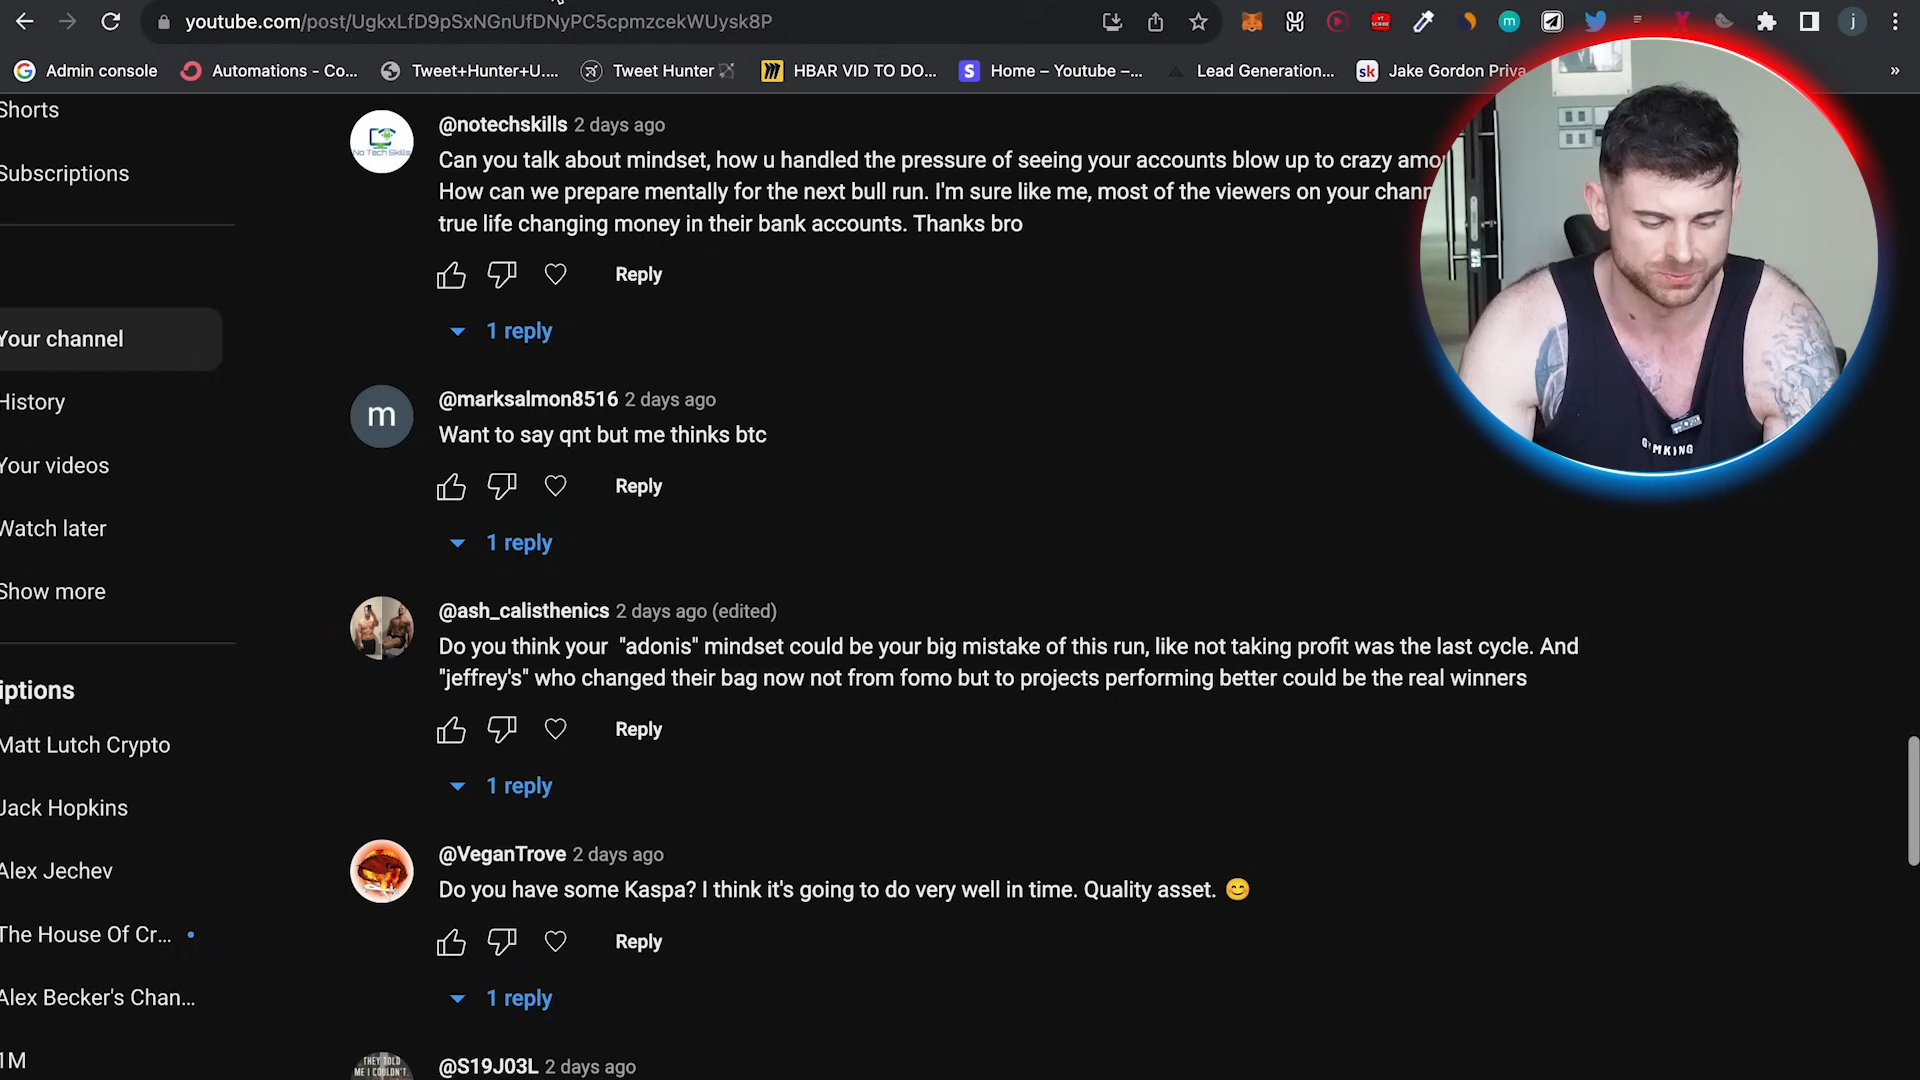 youtube.com/post/UgkxLfD9pSxNGnUfDNyPC5cpmzcekWUysk8P
Admin console
Automations - Co...
Tweet+Hunter+U....
Tweet Hunter
HBAR VID TO DO...
Home – Youtube –...
Lead Generation...
Jake Gordon Priva
Shorts
Subscriptions
Your channel
History
Your videos
Watch later
Show more
iptions
Matt Lutch Crypto
Jack Hopkins
Alex Jechev
The House Of Cr...
Alex Becker's Chan...
1M
No Tech Skills
@notechskills 2 days ago
Can you talk about mindset, how u handled the pressure of seeing your accounts blow up to crazy amo
How can we prepare mentally for the next bull run. I'm sure like me, most of the viewers on your chann
true life changing money in their bank accounts. Thanks bro
Reply
1 reply
m
@marksalmon8516 2 days ago
Want to say qnt but me thinks btc
Reply
1 reply
@ash_calisthenics 2 days ago (edited)
Do you think your "adonis" mindset could be your big mistake of this run, like not taking profit was the last cycle. And
"jeffrey's" who changed their bag now not from fomo but to projects performing better could be the real winners
Reply
1 reply
@VeganTrove 2 days ago
Do you have some Kaspa? I think it's going to do very well in time. Quality asset. 😊
Reply
1 reply
THEY TOLD
ME I COULDN'T.
@S19J03L 2 days ago
GYMKING